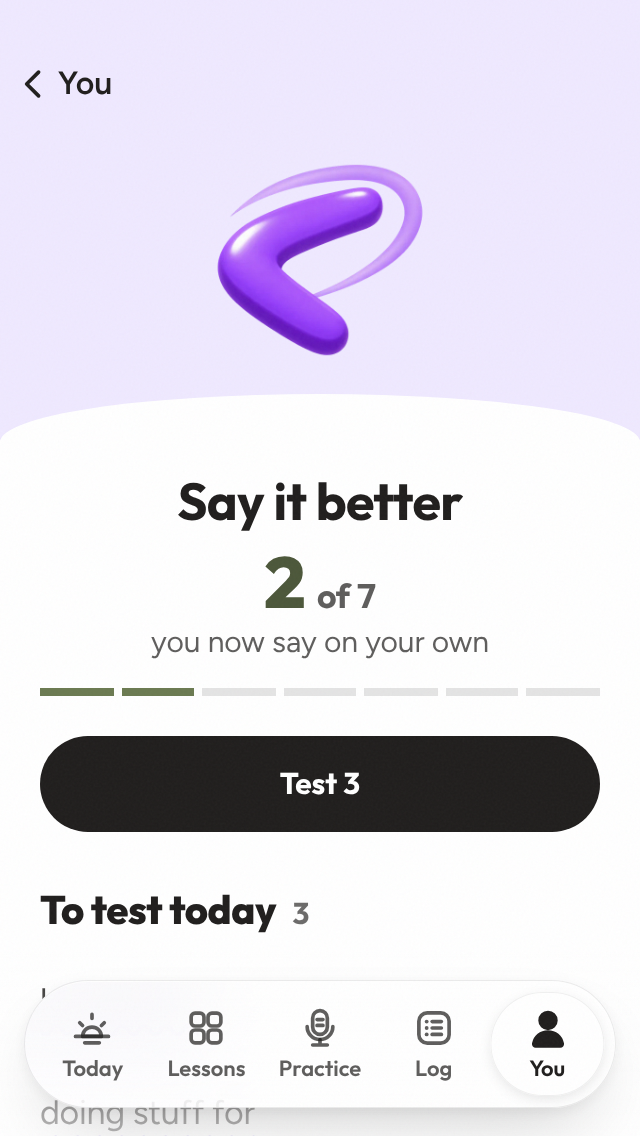 You
Say it better
2 of 7
you now say on your own
Test 3
To test today 3
doing stuff for
Today
Lessons
Practice
Log
You